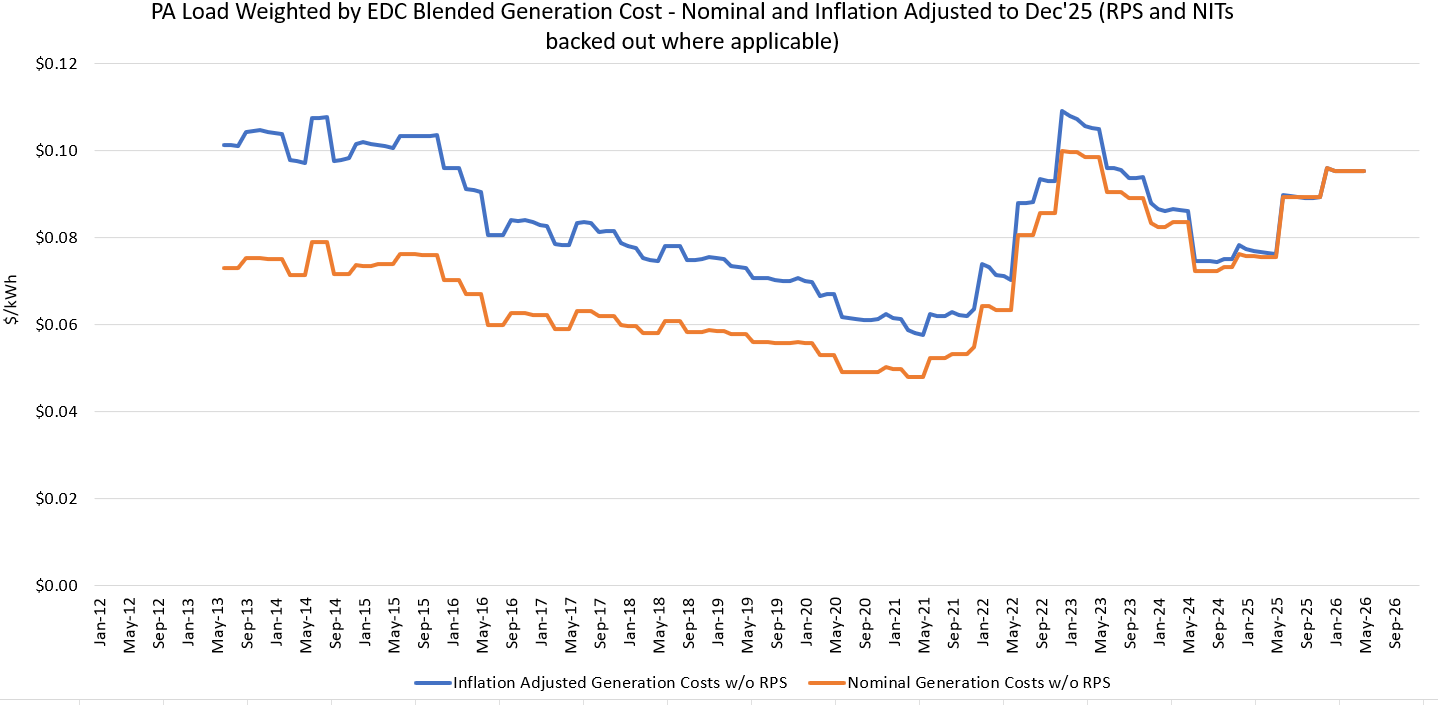 PA Load Weighted by EDC Blended Generation Cost - Nominal and Inflation Adjusted to Dec'25 (RPS and NITs
backed out where applicable)
$/kWh
$0.12
$0.10
$0.08
$0.06
$0.04
$0.02
$0.00
Jan-12
May-12
Sep-12
Jan-13
May-13
Sep-13
Jan-14
May-14
Sep-14
Jan-15
May-15
Sep-15
Jan-16
May-16
Sep-16
Jan-17
May-17
Sep-17
Jan-18
May-18
Sep-18
Jan-19
May-19
Sep-19
Jan-20
May-20
Sep-20
Jan-21
May-21
Sep-21
Jan-22
May-22
Sep-22
Jan-23
May-23
Sep-23
Jan-24
May-24
Sep-24
Jan-25
May-25
Sep-25
Jan-26
May-26
Sep-26
Inflation Adjusted Generation Costs w/o RPS
Nominal Generation Costs w/o RPS